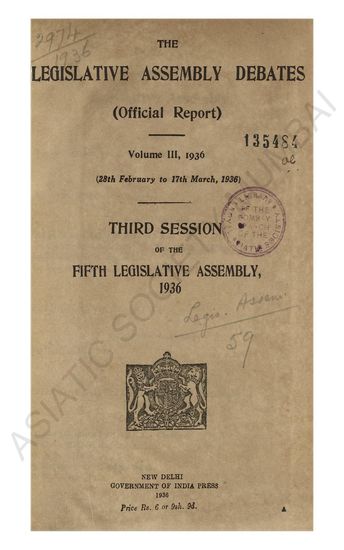 2974
1936
THE
LEGISLATIVE ASSEMBLY DEBATES
(Official Report)
Volume III, 1936
135484
(28th February to 17th March, 1936)
THIRD SESSION
OF THE
FIFTH LEGISLATIVE ASSEMBLY,
1936
Legis. Assem.
59
NEW DELHI
GOVERNMENT OF INDIA PRESS
1936
Price Rs. 6 or 9sh. 9d.
ASIATIC SOCIETY MUMBAI